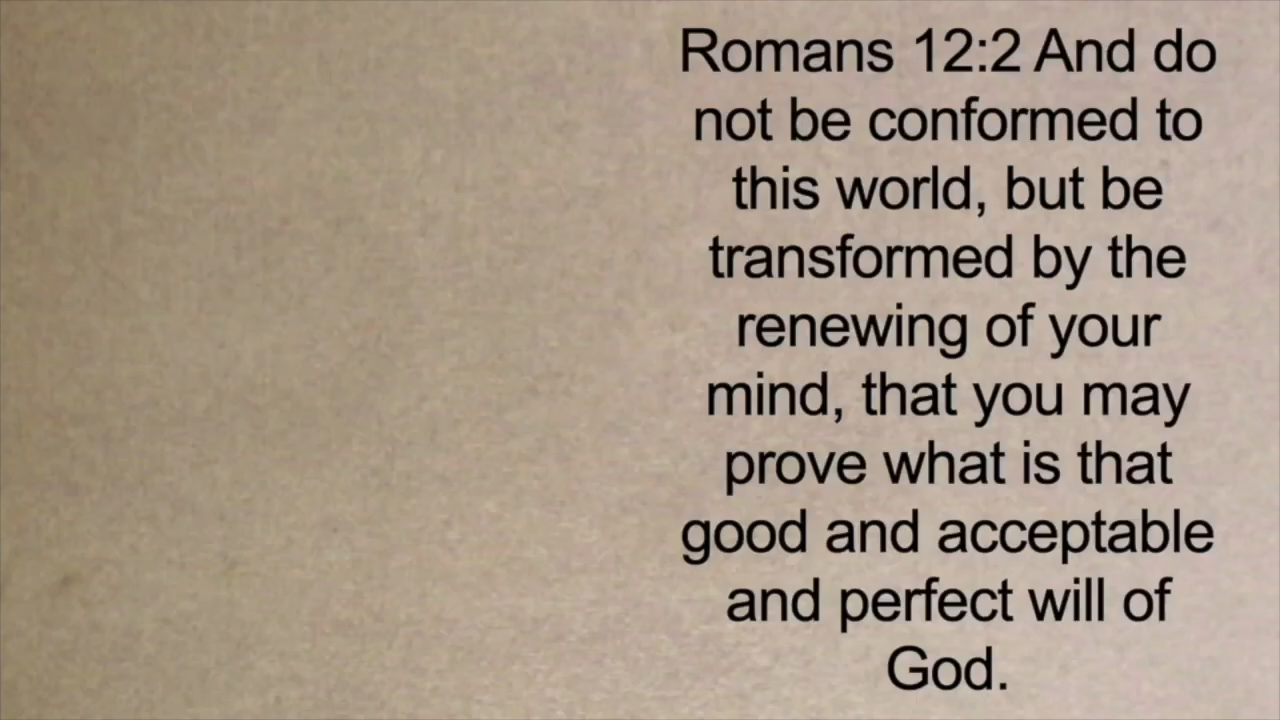 Romans 12:2 And do
not be conformed to
this world, but be
transformed by the
renewing of your
mind, that you may
prove what is that
good and acceptable
and perfect will of
God.